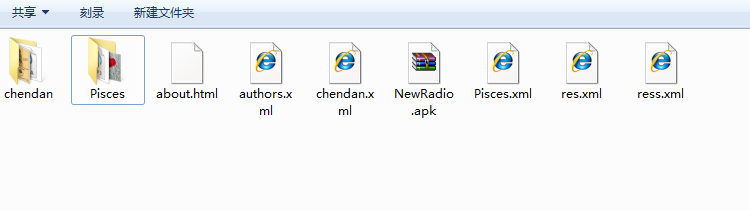 共享 刻录 新建文件夹
chendan Pisces about.html authors.x chendan.x NewRadio Pisces.xml res.xml ress.xml
ml ml .apk